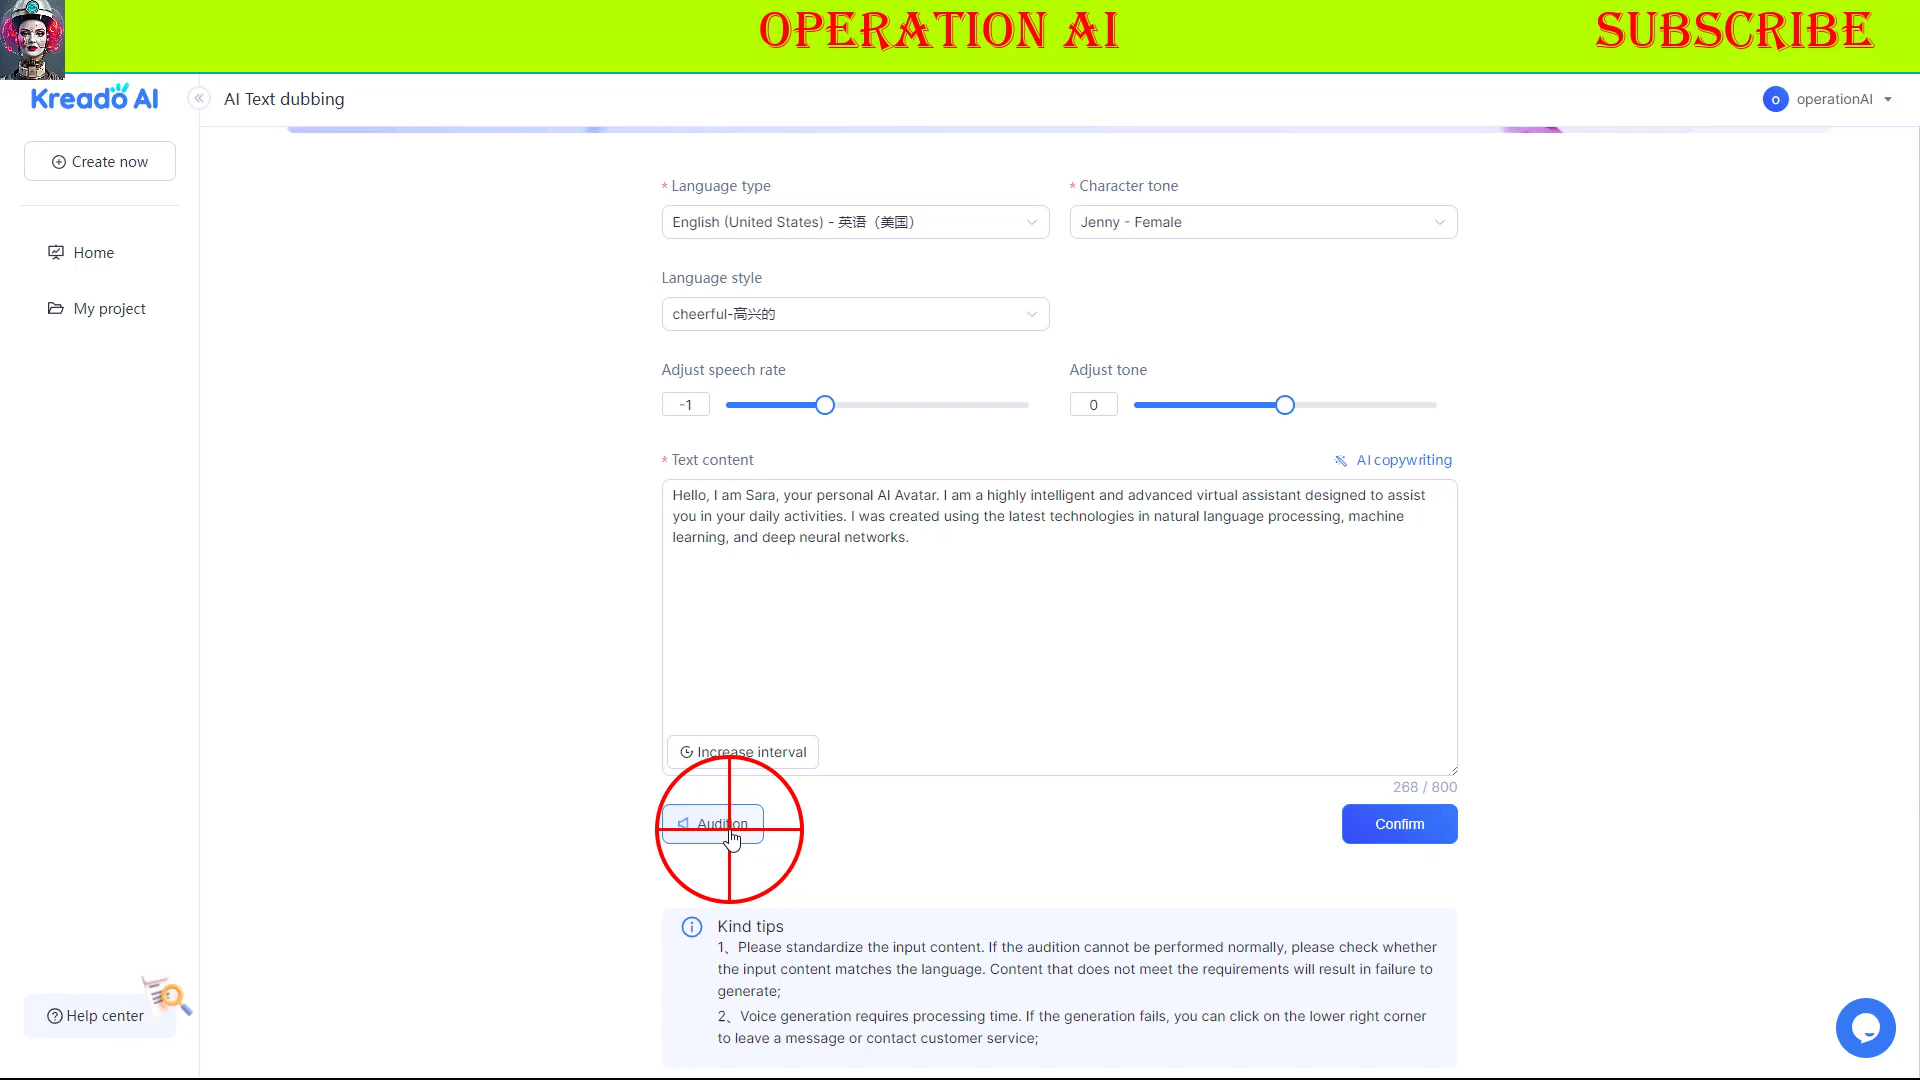 OPERATION AI
SUBSCRIBE
Kreado AI
AI Text dubbing
o operationAI
Create now
Home
My project
Help center
* Language type
* Character tone
English (United States) - 英语（美国）
Jenny - Female
Language style
cheerful-高兴的
Adjust speech rate
Adjust tone
-1
0
* Text content
AI copywriting
Hello, I am Sara, your personal AI Avatar. I am a highly intelligent and advanced virtual assistant designed to assist
you in your daily activities. I was created using the latest technologies in natural language processing, machine
learning, and deep neural networks.
Increase interval
268 / 800
Audition
Confirm
Kind tips
1、Please standardize the input content. If the audition cannot be performed normally, please check whether
the input content matches the language. Content that does not meet the requirements will result in failure to
generate;
2、Voice generation requires processing time. If the generation fails, you can click on the lower right corner
to leave a message or contact customer service;